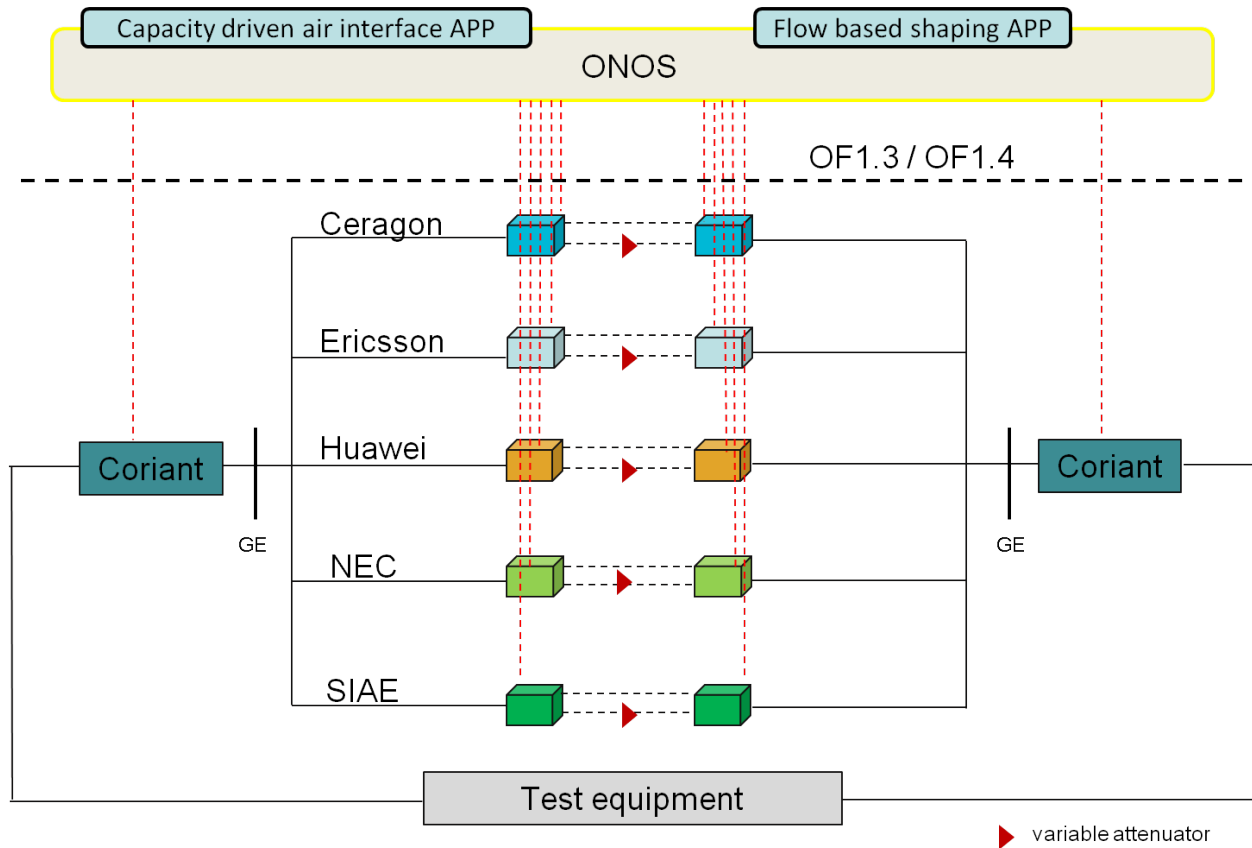 Capacity driven air interface APP
Flow based shaping APP
ONOS
OF1.3 / OF1.4
Ceragon
Ericsson
Huawei
Coriant
Coriant
GE
GE
NEC
SIAE
Test equipment
variable attenuator